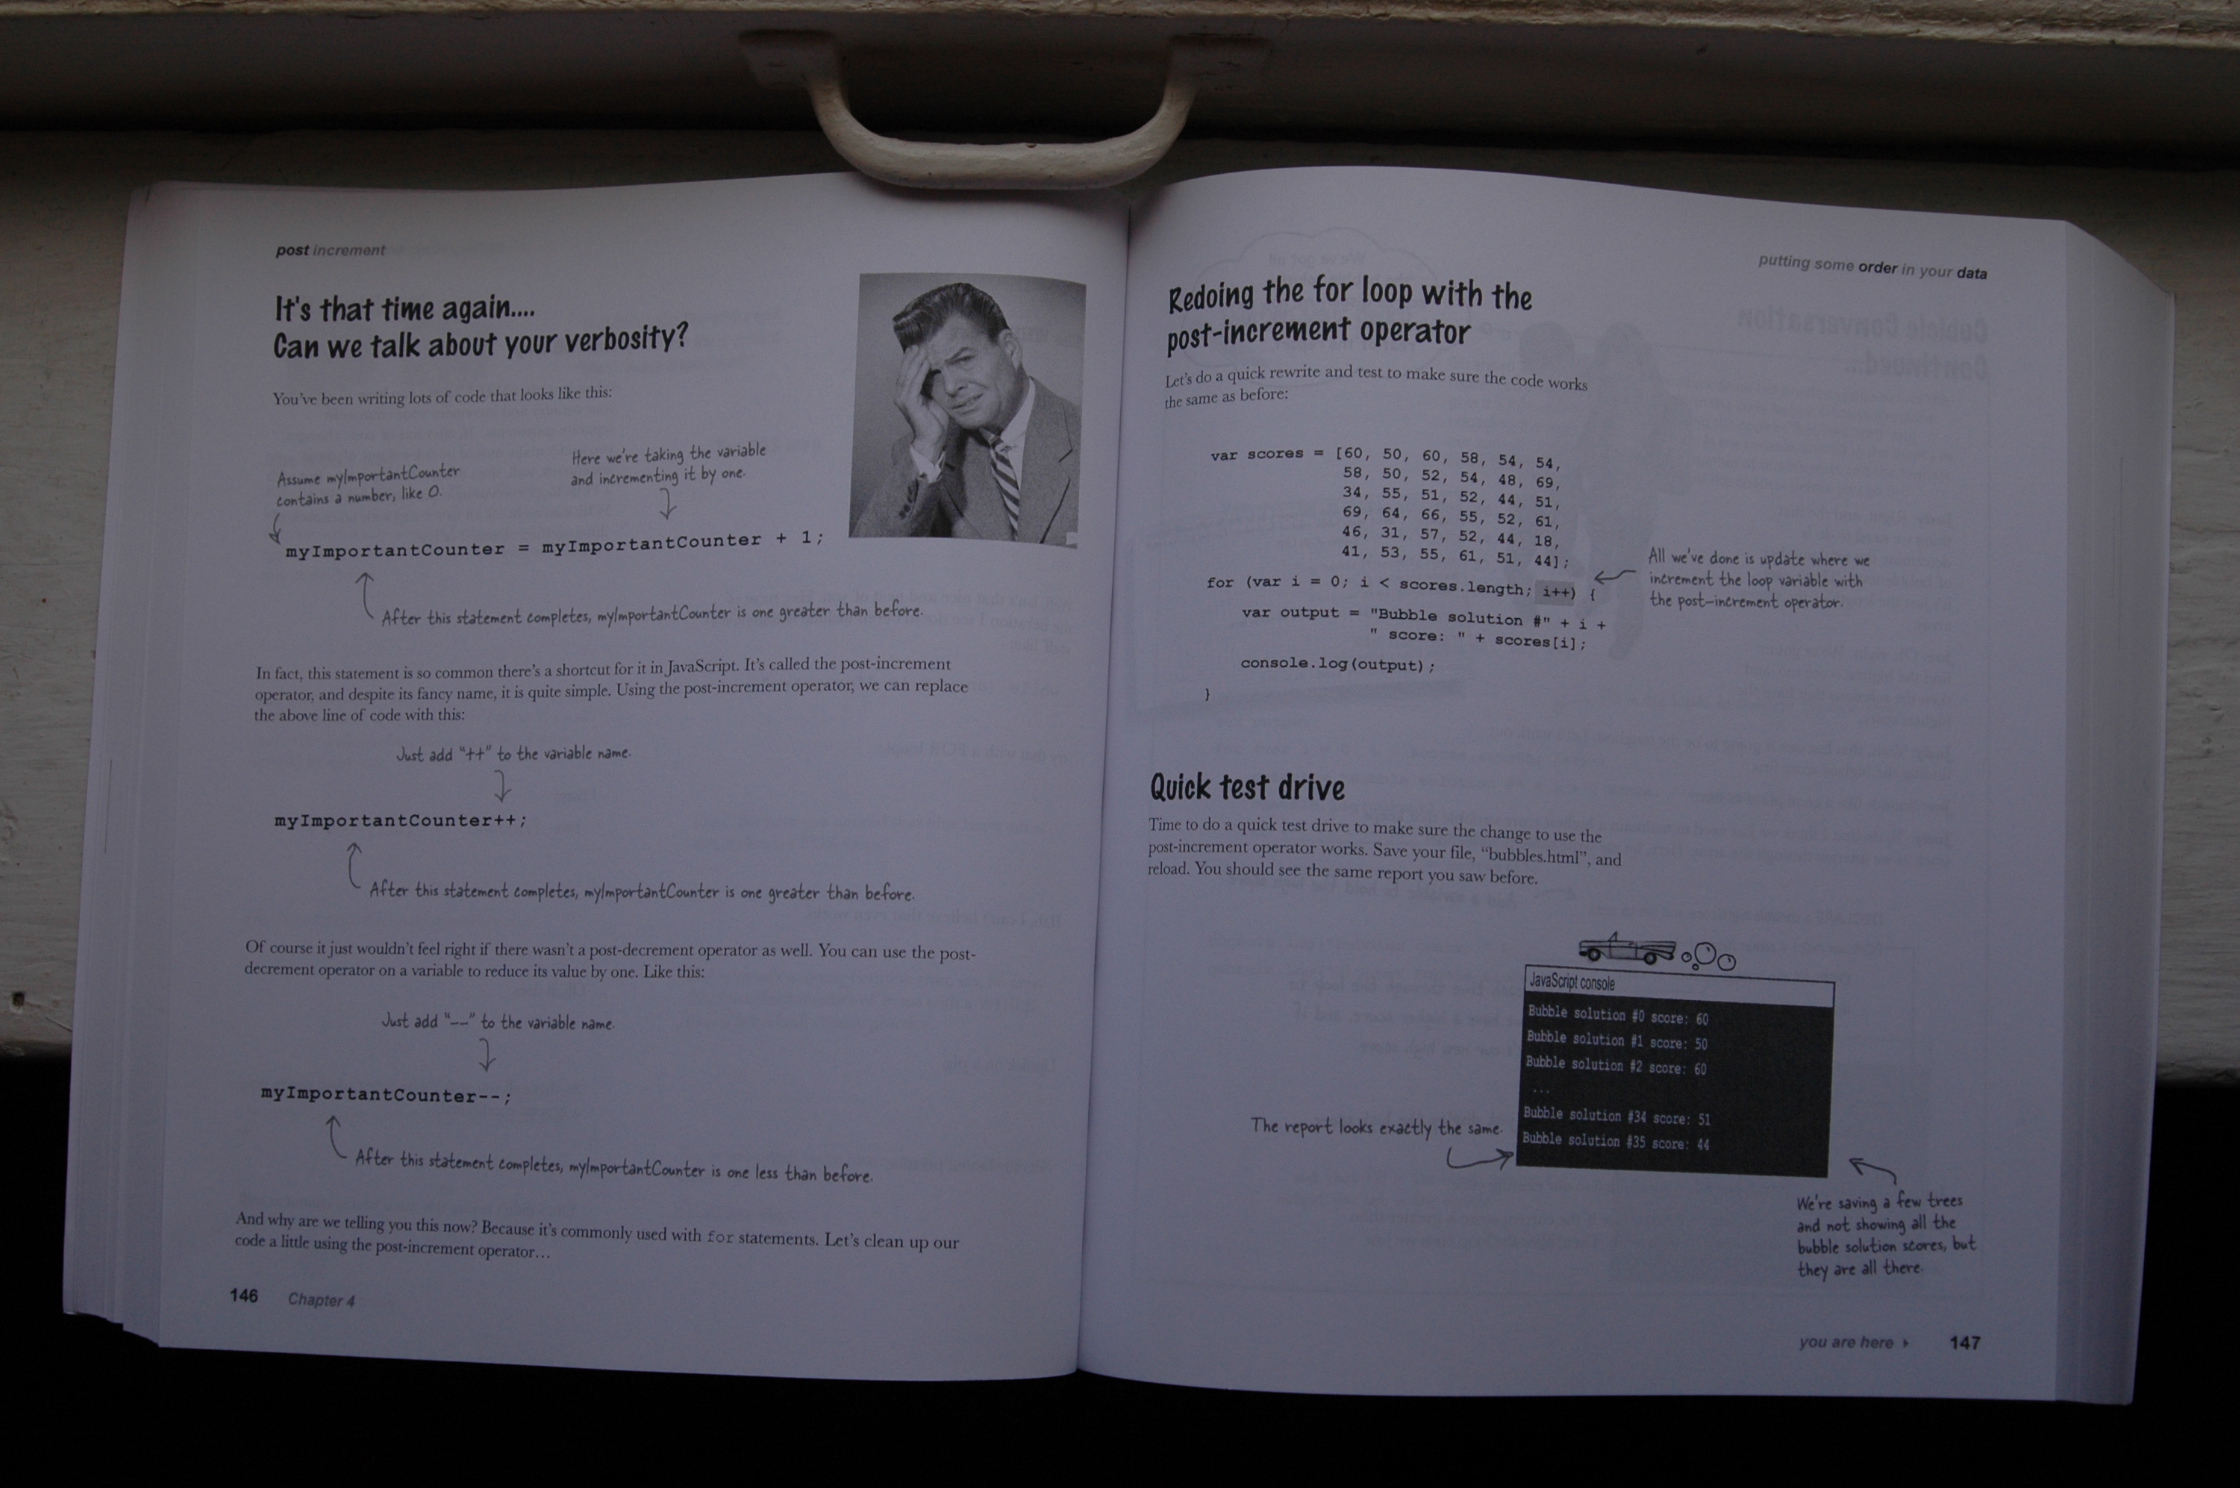 post increment
It's that time again....
Can we talk about your verbosity?
You've been writing lots of code that looks like this:
Assume myImportantCounter
contains a number, like 0.
Here we're taking the variable
and incrementing it by one.
myImportantCounter = myImportantCounter + 1;
After this statement completes, myImportantCounter is one greater than before.
In fact, this statement is so common there's a shortcut for it in JavaScript. It's called the post-increment
operator, and despite its fancy name, it is quite simple. Using the post-increment operator, we can replace
the above line of code with this:
Just add "++" to the variable name.
myImportantCounter++;
After this statement completes, myImportantCounter is one greater than before.
Of course it just wouldn't feel right if there wasn't a post-decrement operator as well. You can use the post-
decrement operator on a variable to reduce its value by one. Like this:
Just add "--" to the variable name.
myImportantCounter--;
After this statement completes, myImportantCounter is one less than before.
And why are we telling you this now? Because it's commonly used with for statements. Let's clean up our
code a little using the post-increment operator...
146 Chapter 4
putting some order in your data
Redoing the for loop with the
post-increment operator
Let's do a quick rewrite and test to make sure the code works
the same as before:
var scores = [60, 50, 60, 58, 54, 54,
58, 50, 52, 54, 48, 69,
34, 55, 51, 52, 44, 51,
69, 64, 66, 55, 52, 61,
46, 31, 57, 52, 44, 18,
41, 53, 55, 61, 51, 44];
for (var i = 0; i < scores.length; i++) {
var output = "Bubble solution #" + i +
" score: " + scores[i];
console.log(output);
}
All we've done is update where we
increment the loop variable with
the post-increment operator.
Quick test drive
Time to do a quick test drive to make sure the change to use the
post-increment operator works. Save your file, "bubbles.html", and
reload. You should see the same report you saw before.
JavaScript console
Bubble solution #0 score: 60
Bubble solution #1 score: 50
Bubble solution #2 score: 60
...
Bubble solution #34 score: 51
Bubble solution #35 score: 44
The report looks exactly the same.
We're saving a few trees
and not showing all the
bubble solution scores, but
they are all there.
you are here 147